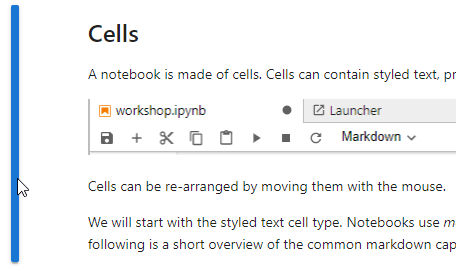 Cells
A notebook is made of cells. Cells can contain styled text,
workshop.ipynb Launcher
Markdown
Cells can be re-arranged by moving them with the mouse.
We will start with the styled text cell type. Notebooks use
following is a short overview of the common markdown